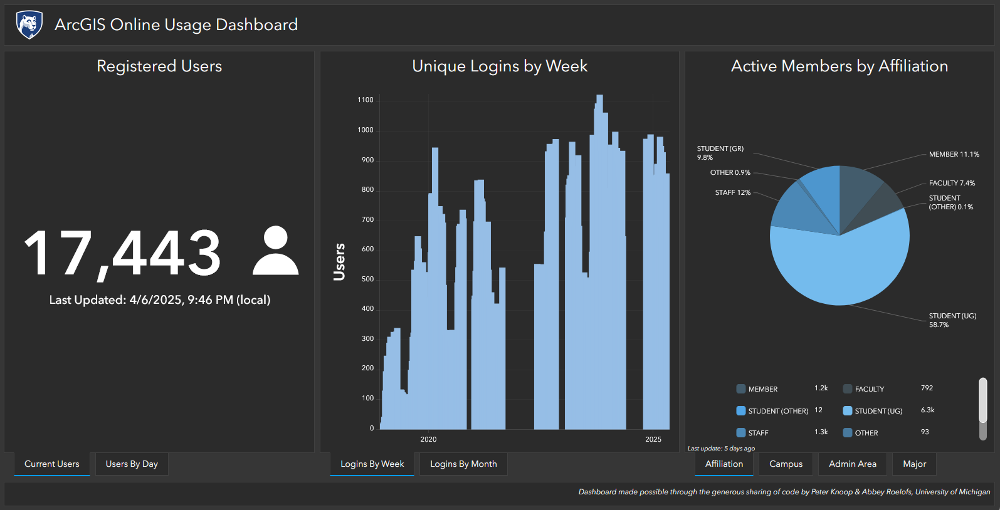 ArcGIS Online Usage Dashboard
Registered Users
17,443
Last Updated: 4/6/2025, 9:46 PM (local)
Current Users
Users By Day
Unique Logins by Week
Users
1100
1000
900
800
700
600
500
400
300
200
100
0
2020
2025
Logins By Week
Logins By Month
Active Members by Affiliation
STUDENT (GR)
9.8%
OTHER 0.9%
STAFF 12%
MEMBER 11.1%
FACULTY 7.4%
STUDENT
(OTHER) 0.1%
STUDENT (UG)
58.7%
MEMBER 1.2k FACULTY 792
STUDENT (OTHER) 12 STUDENT (UG) 6.3k
STAFF 1.3k OTHER 93
Last update: 5 days ago
Affiliation
Campus
Admin Area
Major
Dashboard made possible through the generous sharing of code by Peter Knoop & Abbey Roelofs, University of Michigan